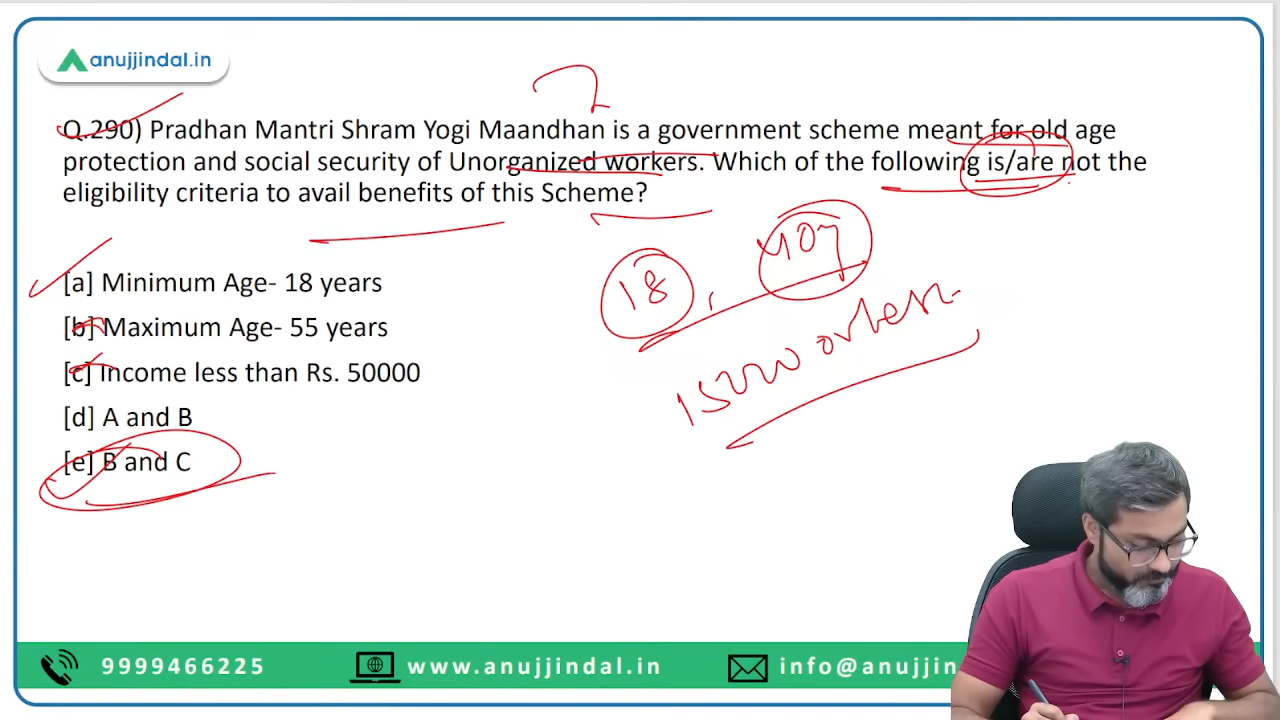 anujjindal.in
Q.290) Pradhan Mantri Shram Yogi Maandhan is a government scheme meant for old age
protection and social security of Unorganized workers. Which of the following is/are not the
eligibility criteria to avail benefits of this Scheme?
18, 40y
[a] Minimum Age- 18 years
[b] Maximum Age- 55 years
15000 or less
[c] Income less than Rs. 50000
[d] A and B
[e] B and C
9999466225
www.anujjindal.in
info@anujjin